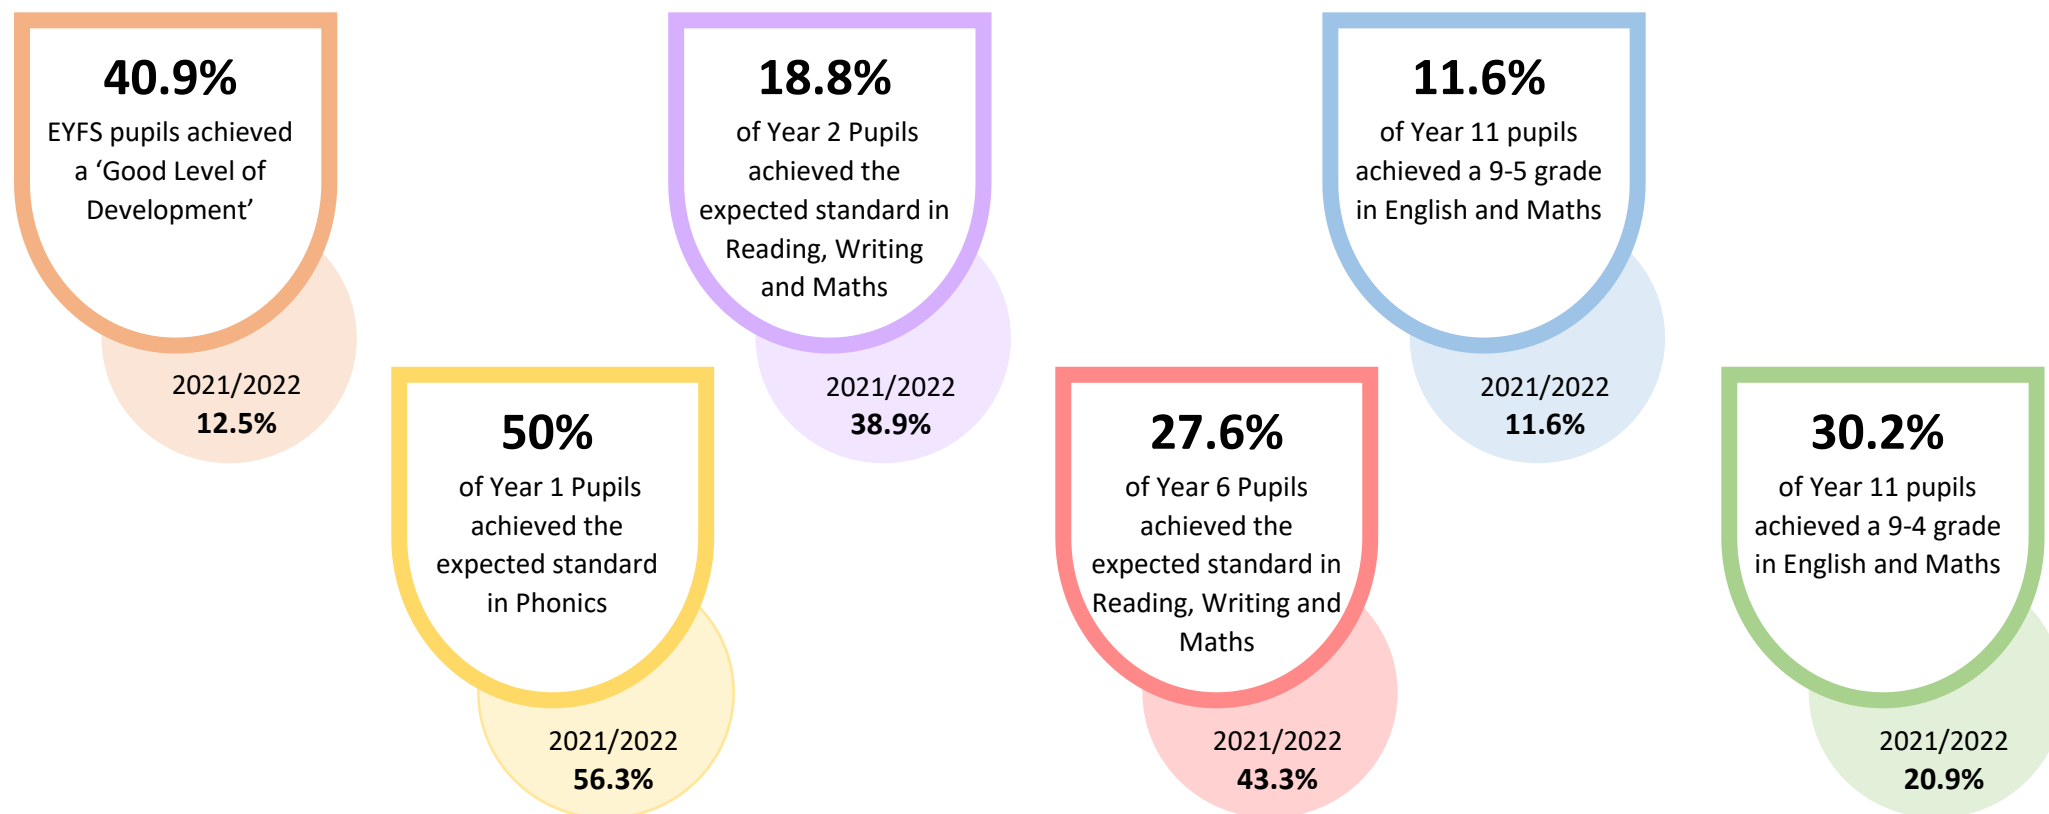 40.9%
EYFS pupils achieved
a ‘Good Level of
Development’
2021/2022
12.5%
50%
of Year 1 Pupils
achieved the
expected standard
in Phonics
2021/2022
56.3%
18.8%
of Year 2 Pupils
achieved the
expected standard in
Reading, Writing
and Maths
2021/2022
38.9%
27.6%
of Year 6 Pupils
achieved the
expected standard in
Reading, Writing and
Maths
2021/2022
43.3%
11.6%
of Year 11 pupils
achieved a 9-5 grade
in English and Maths
2021/2022
11.6%
30.2%
of Year 11 pupils
achieved a 9-4 grade
in English and Maths
2021/2022
20.9%